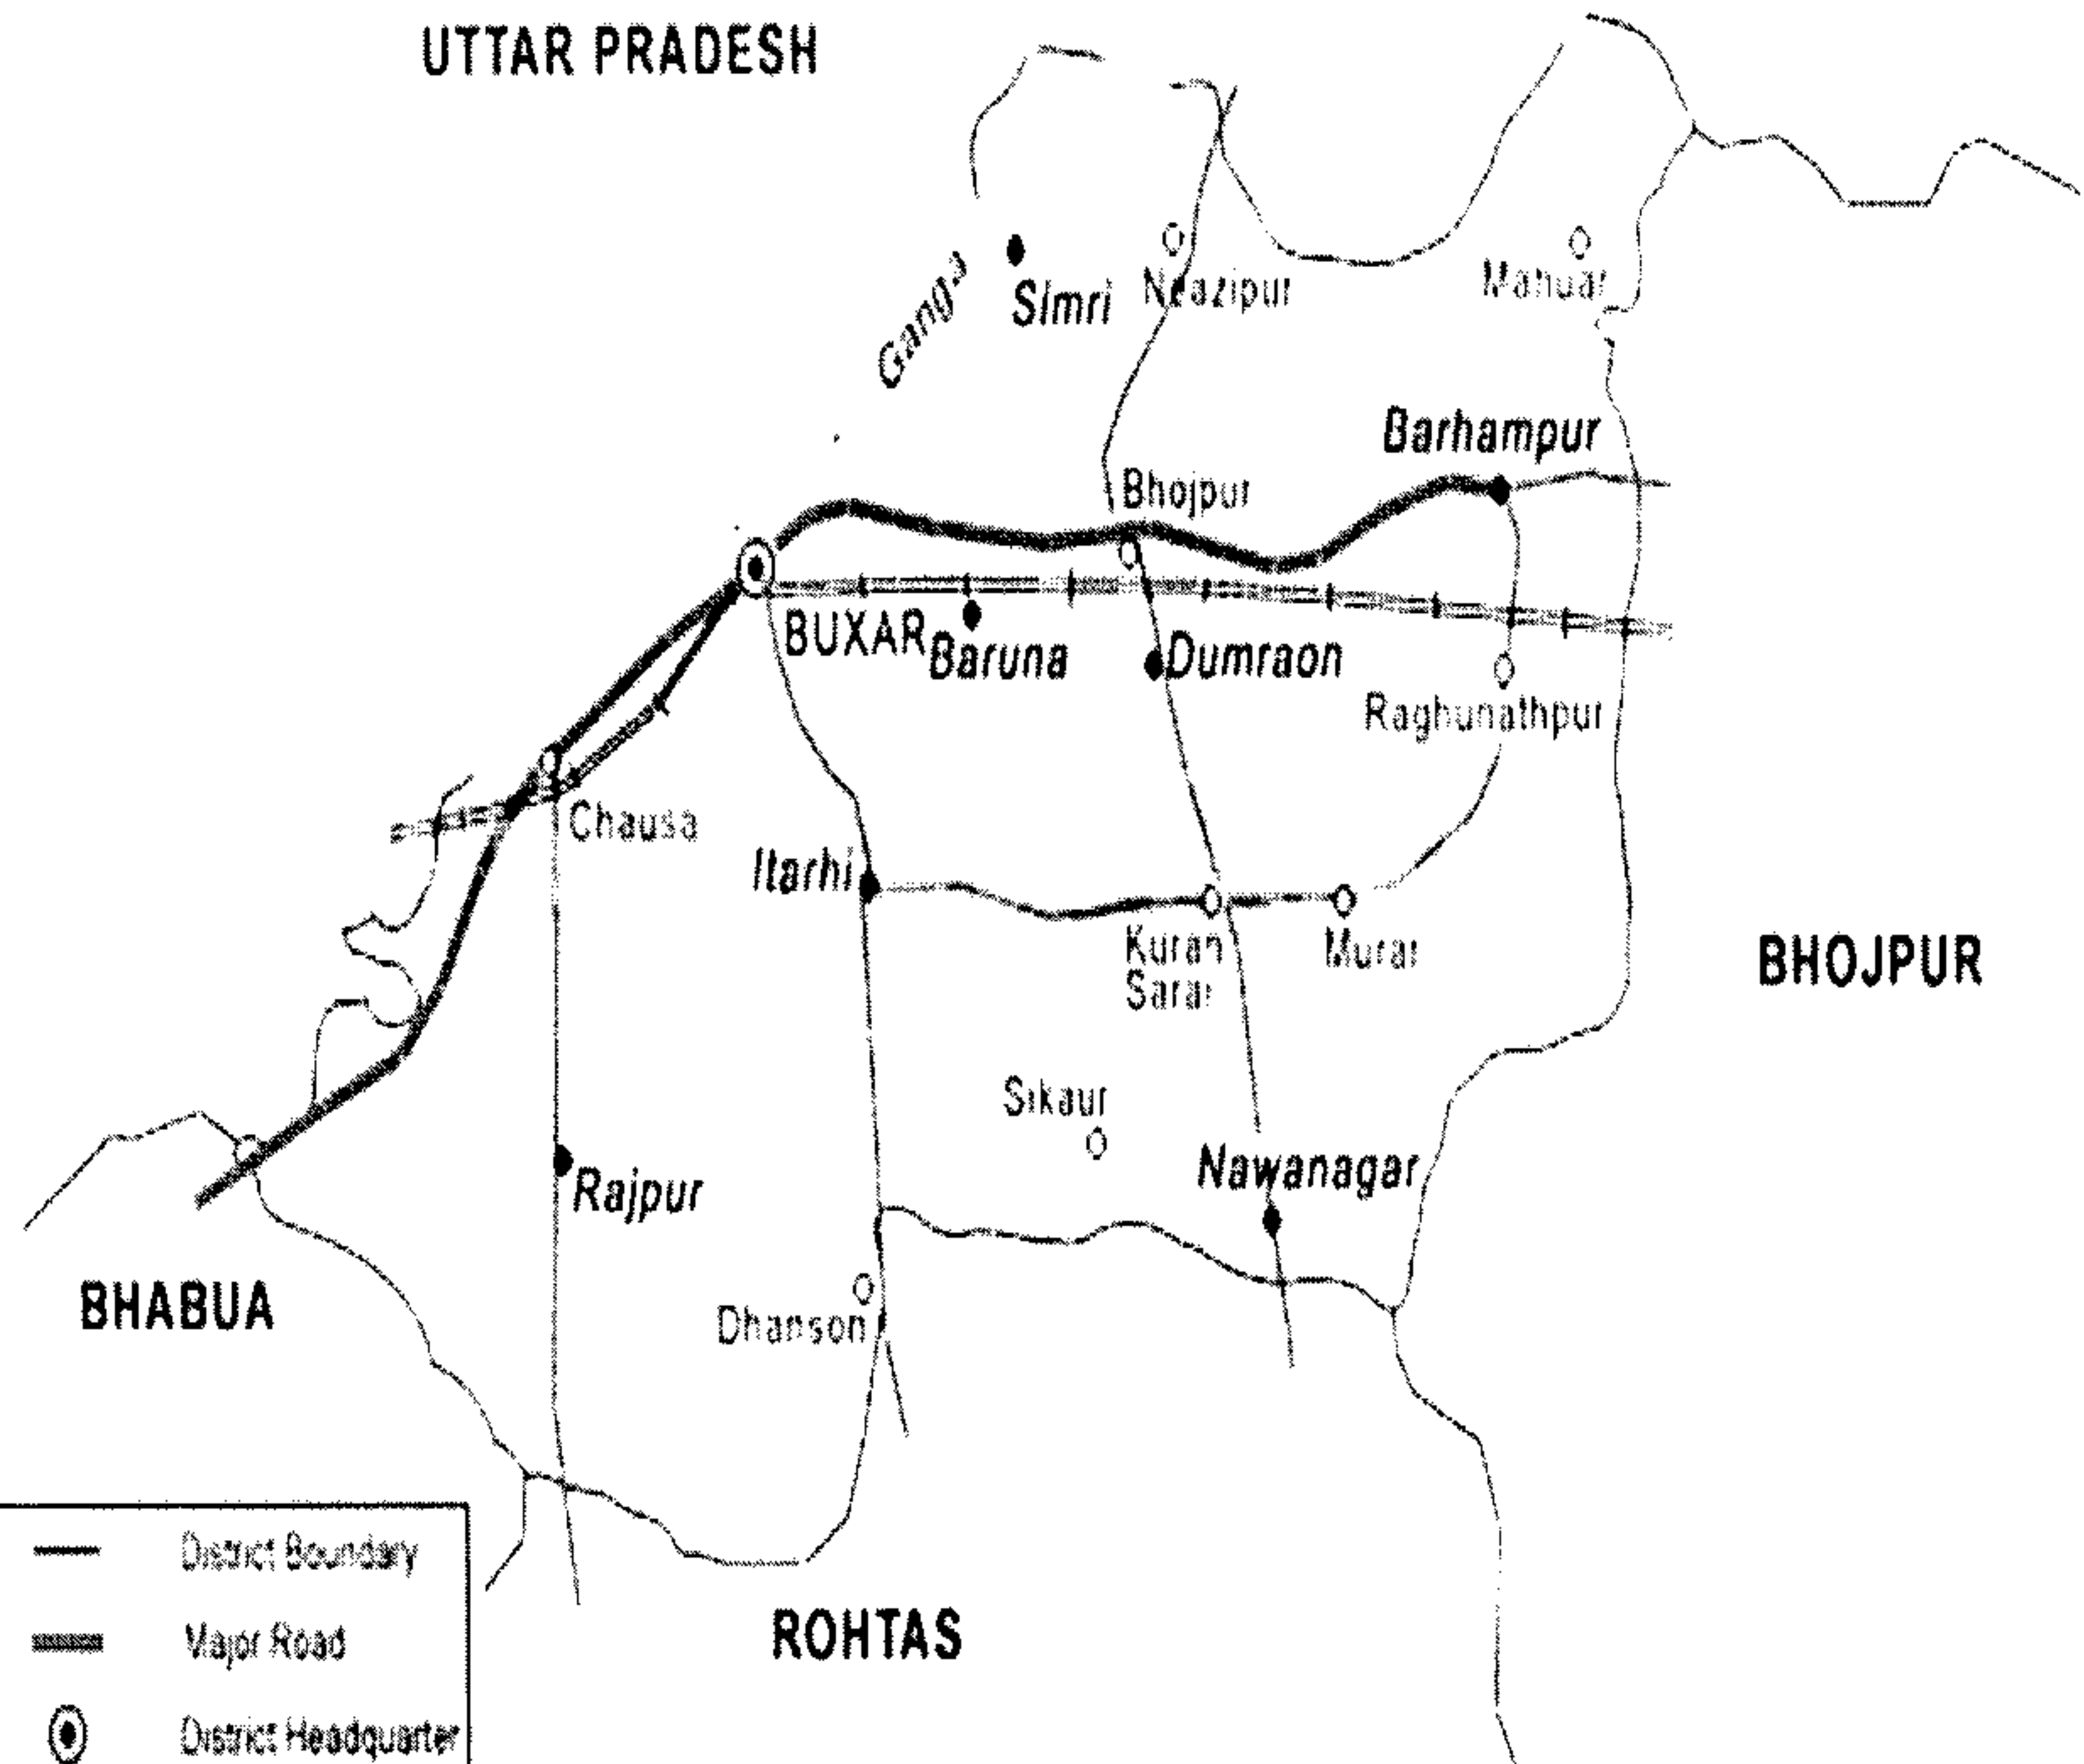 UTTAR PRADESH
Ganga
Simri
Nuazipur
Mahuar
Barhampur
Bhojpur
BUXAR
Baruna
Dumraon
Raghunathpur
Chausa
Itarhi
Kuran
Sarai
Murar
BHOJPUR
Sikaur
Nawanagar
Rajpur
BHABUA
Dhanson
ROHTAS
District Boundary
Major Road
District Headquarter